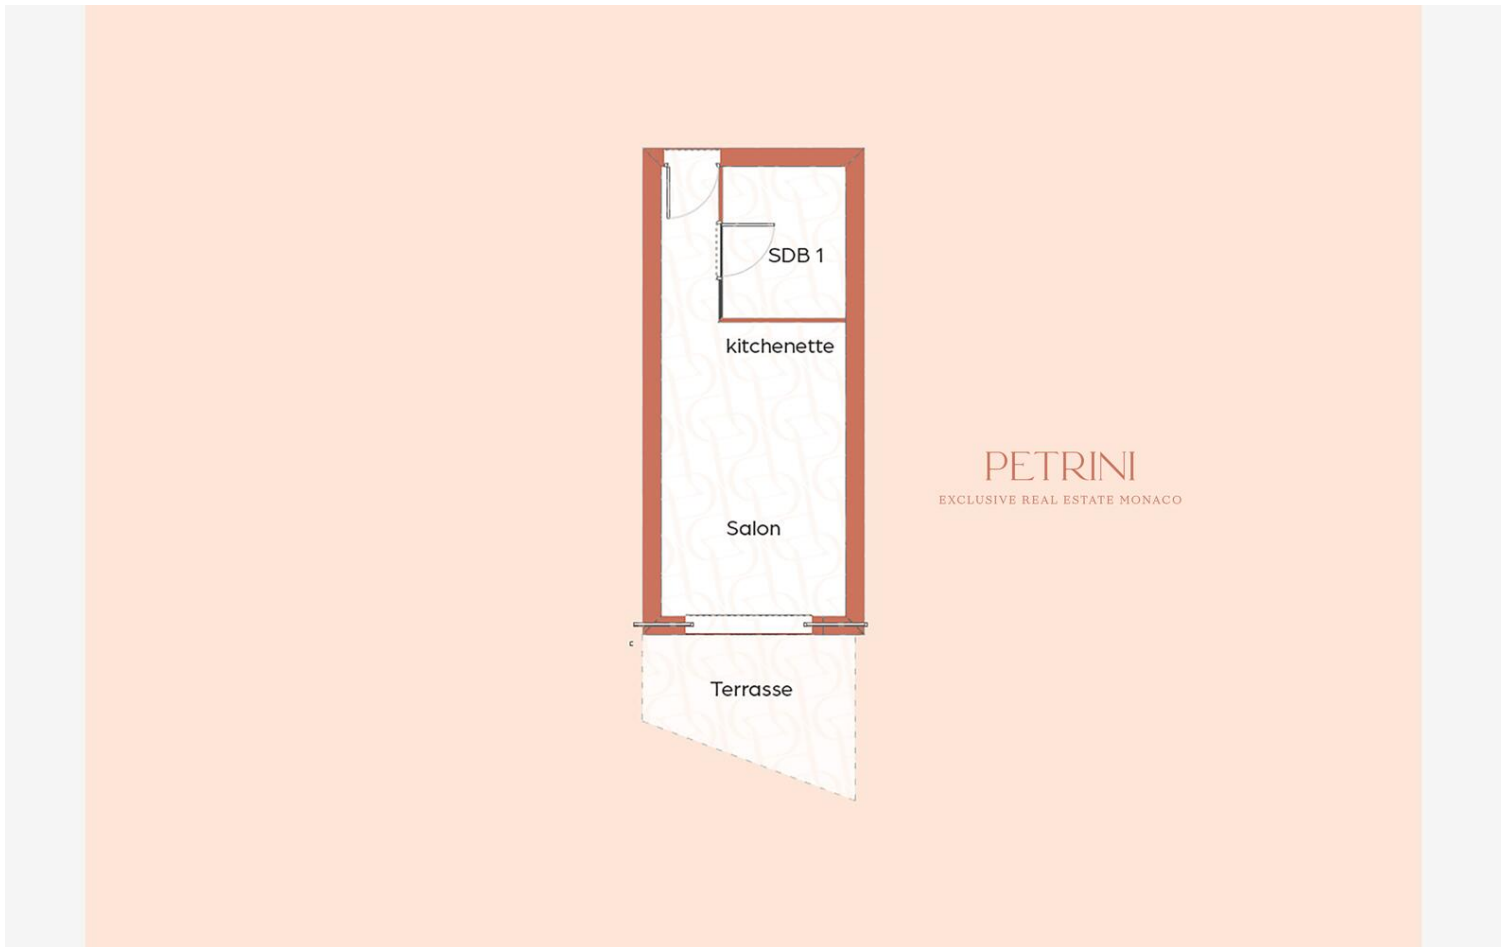 SDB 1
kitchenette
PETRINI
EXCLUSIVE REAL ESTATE MONACO
Salon
Terrasse